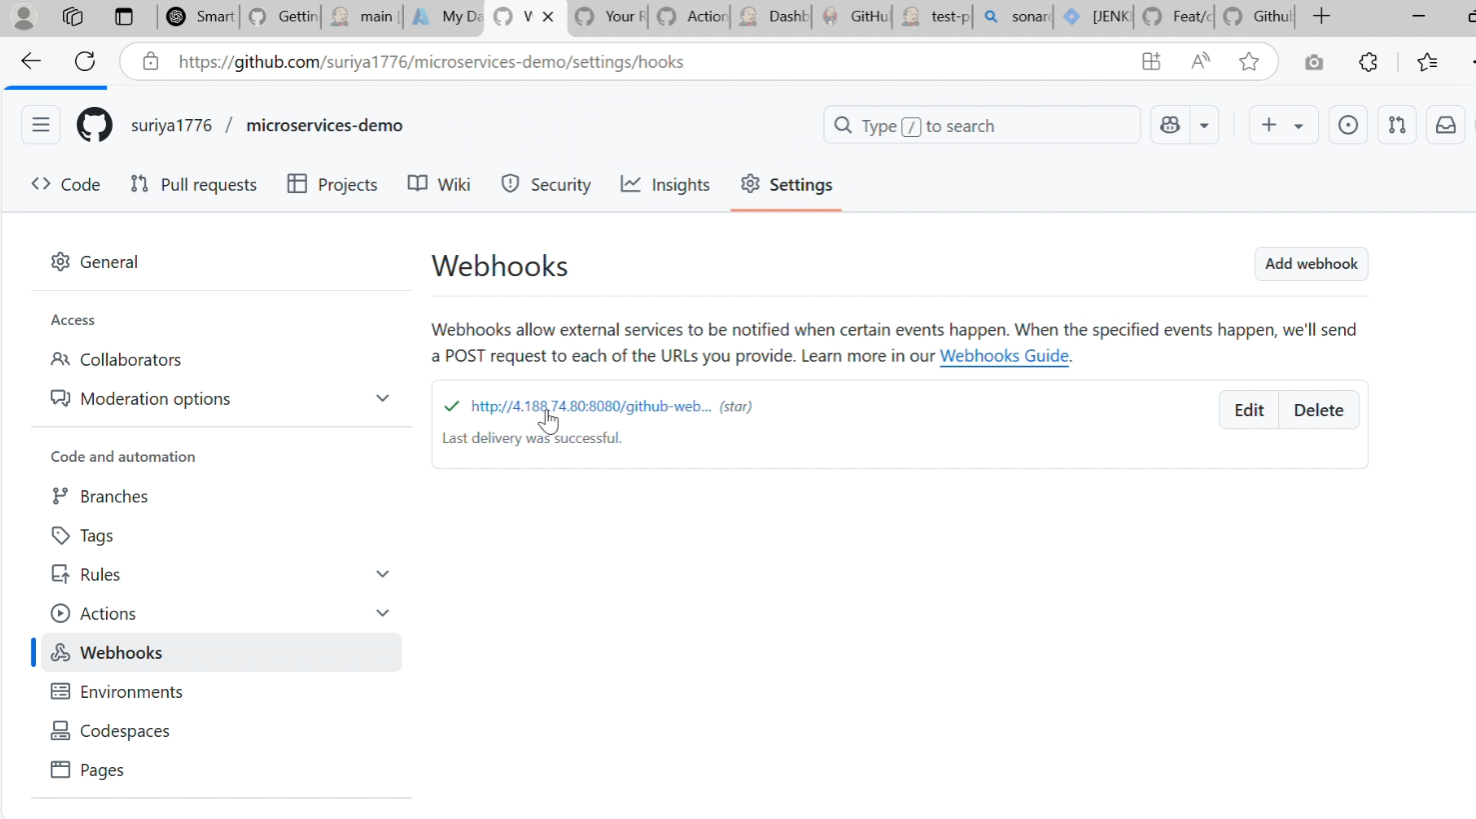 Smart
Gettin
main [
My Da
Your R
Action
Dashb
GitHu
test-p
sonar
[JENK
Feat/c
Githu
https://github.com/suriya1776/microservices-demo/settings/hooks
suriya1776 / microservices-demo
Type / to search
Code
Pull requests
Projects
Wiki
Security
Insights
Settings
General
Access
Collaborators
Moderation options
Code and automation
Branches
Tags
Rules
Actions
Webhooks
Environments
Codespaces
Pages
Webhooks
Add webhook
Webhooks allow external services to be notified when certain events happen. When the specified events happen, we'll send
a POST request to each of the URLs you provide. Learn more in our Webhooks Guide.
http://4.188.74.80:8080/github-web... (star)
Edit
Delete
Last delivery was successful.